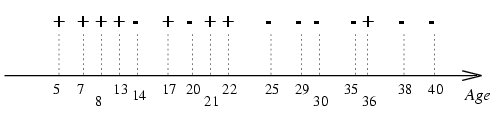 + + + + - + - + + - - - - + - -
5 7 8 13 14 17 20 21 22 25 29 30 35 36 38 40
Age